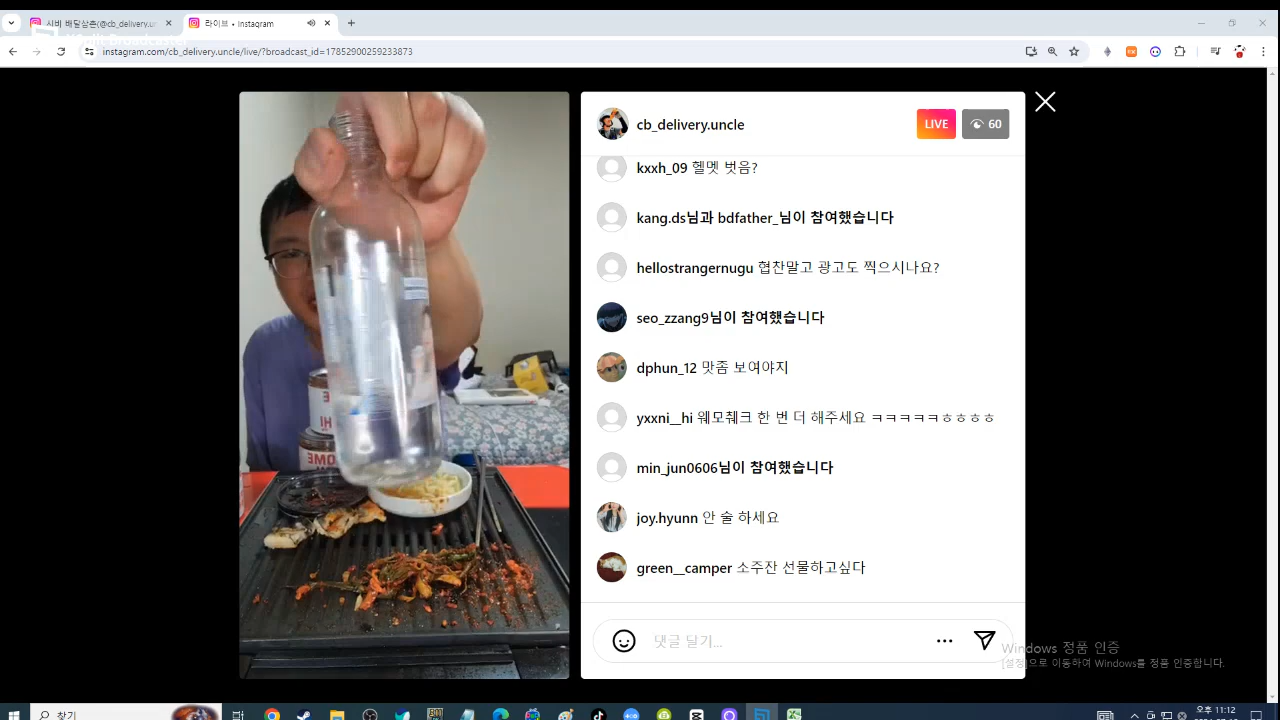 시바 배달삼촌(@cb_delivery.un
라이브 • Instagram
instagram.com/cb_delivery.uncle/live/?broadcast_id=17852900259233873
cb_delivery.uncle
LIVE
60
kxxh_09 헬멧 벗음?
kang.ds님과 bdfather_님이 참여했습니다
hellostrangernugu 협찬말고 광고도 찍으시나요?
seo_zzang9님이 참여했습니다
dphun_12 맛좀 보여야지
yxxni__hi 웨모췌크 한 번 더 해주세요 ㅋㅋㅋㅋㅋㅎㅎㅎㅎ
min_jun0606님이 참여했습니다
joy.hyunn 안 술 하세요
green__camper 소주잔 선물하고싶다
댓글 달기...
Windows 정품 인증
[설정]으로 이동하여 Windows를 정품 인증합니다.
찾기
오후 11:12